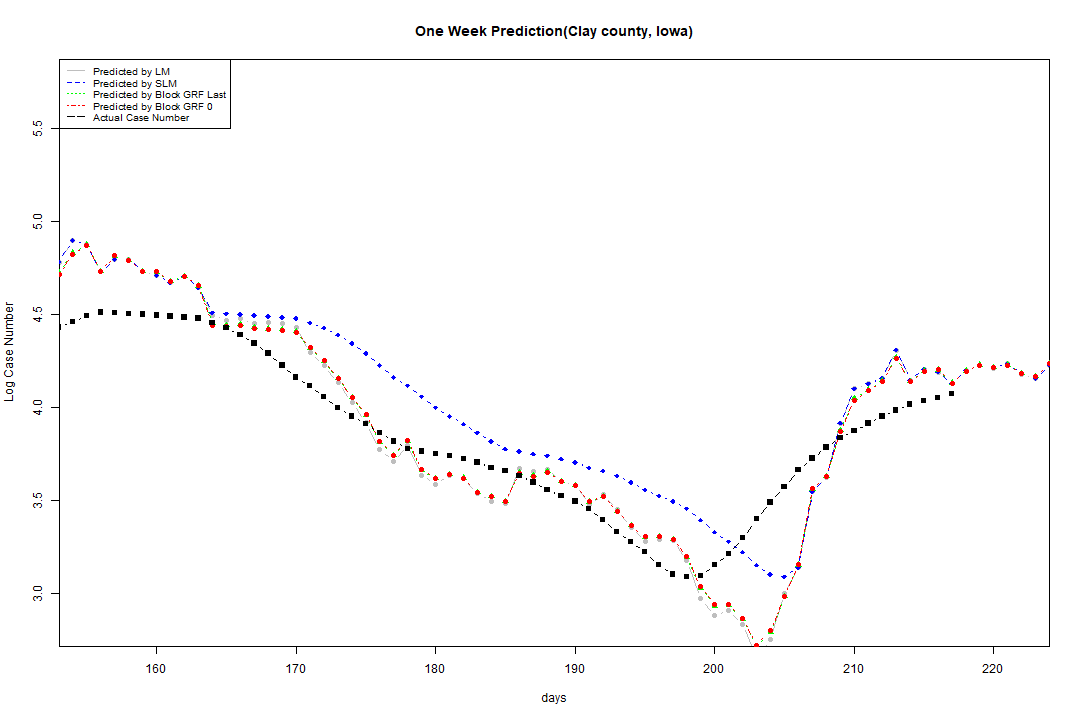 One Week Prediction(Clay county, Iowa)
Predicted by LM
Predicted by SLM
Predicted by Block GRF Last
Predicted by Block GRF 0
Actual Case Number
Log Case Number
5.5
5.0
4.5
4.0
3.5
3.0
160 170 180 190 200 210 220
days